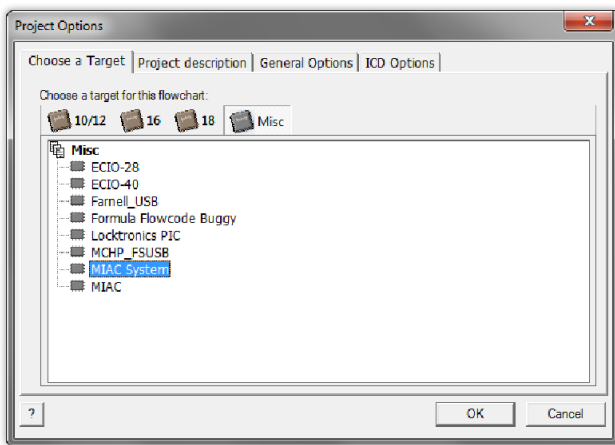 Project Options
Choose a Target Project description General Options ICD Options
Choose a target for this flowchart:
10/12 16 18 Misc
Misc
ECIO-28
ECIO-40
Farnell_USB
Formula Flowcode Buggy
Locktronics PIC
MCHP_FSUSB
MIAC System
MIAC
? OK Cancel